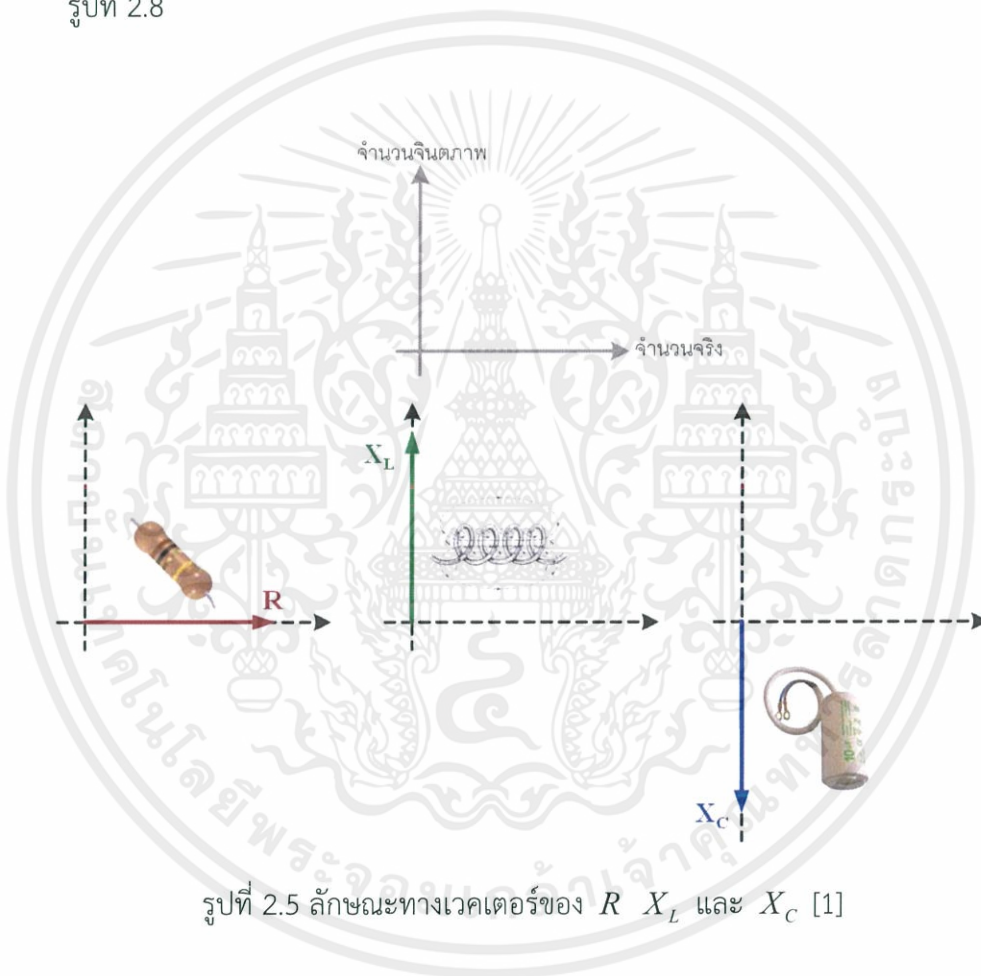 รูปที่ 2.8
จำนวนจินตภาพ
จำนวนจริง
X_L
R
X_C
รูปที่ 2.5 ลักษณะทางเวคเตอร์ของ R X_L และ X_C [1]